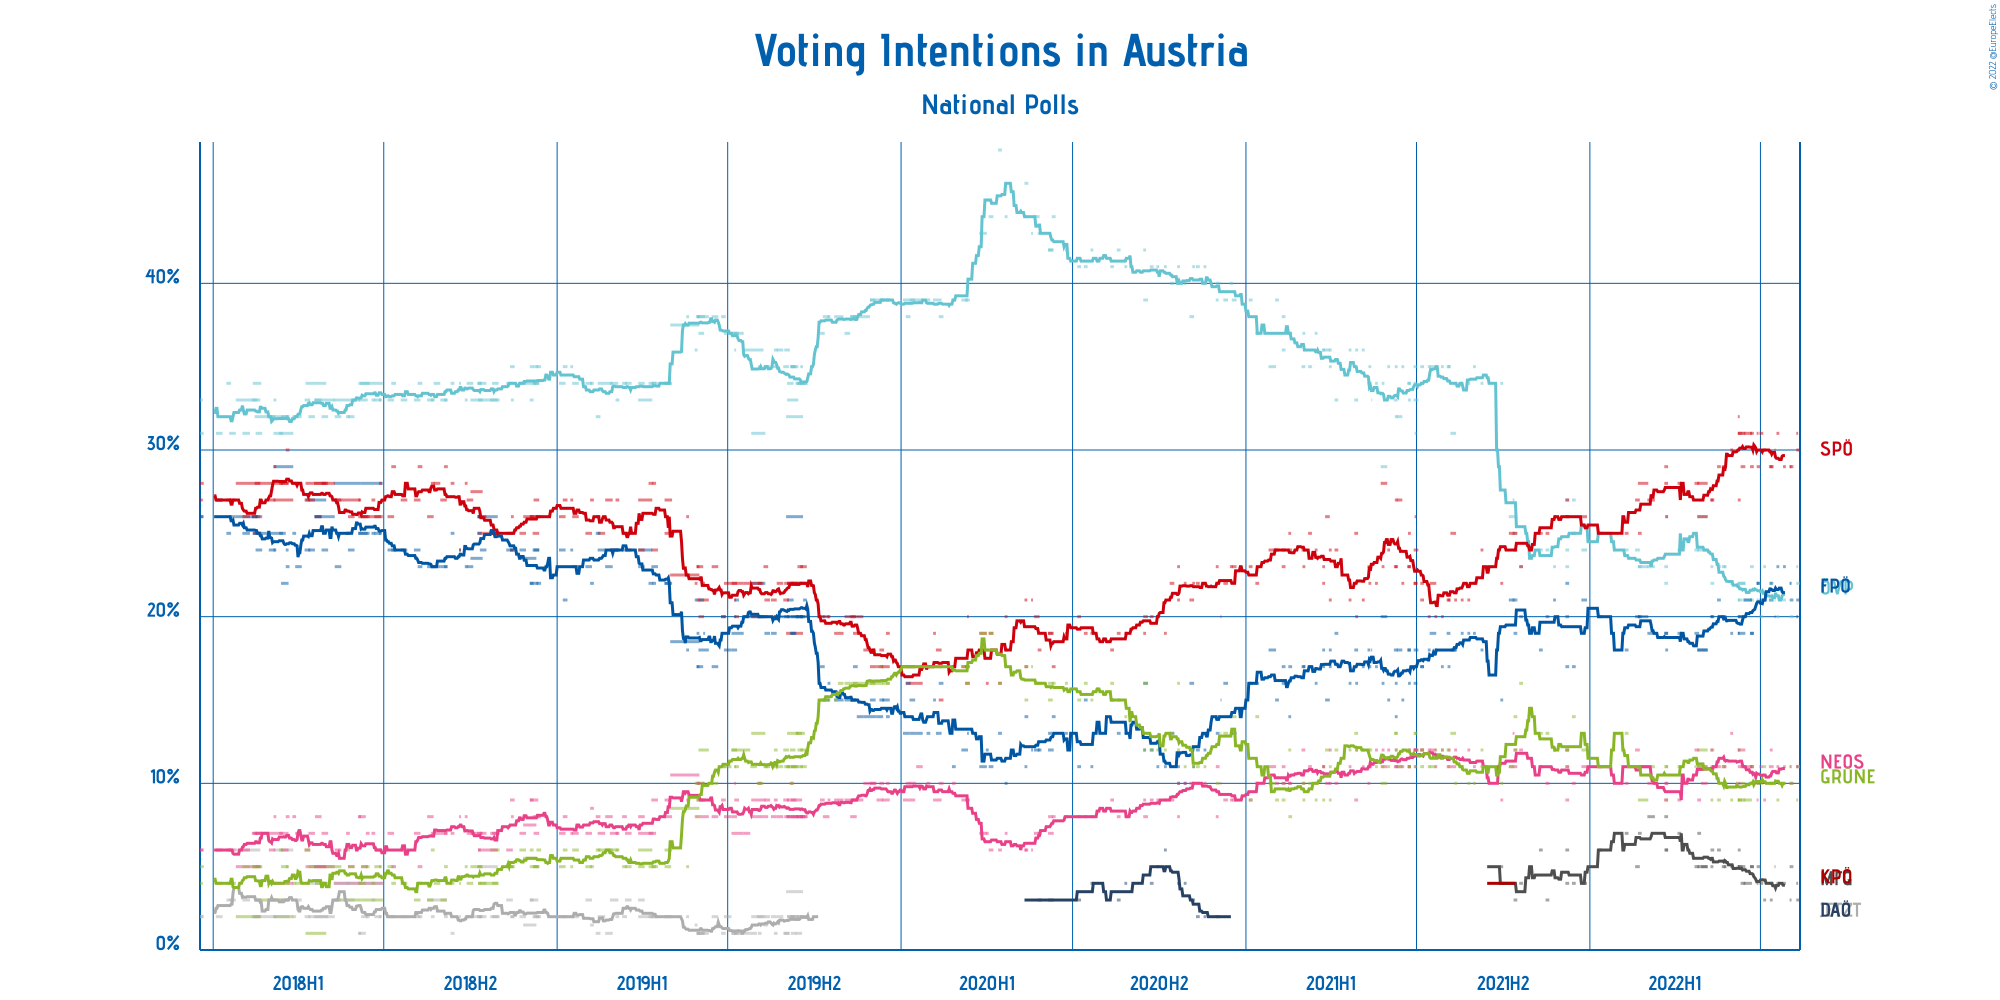 Voting Intentions in Austria
National Polls
© 2022 @EuropeElects
40%
30%
20%
10%
0%
SPÖ
FPÖ
NEOS
GRÜNE
KPÖ
DAÖ
2018H1
2018H2
2019H1
2019H2
2020H1
2020H2
2021H1
2021H2
2022H1